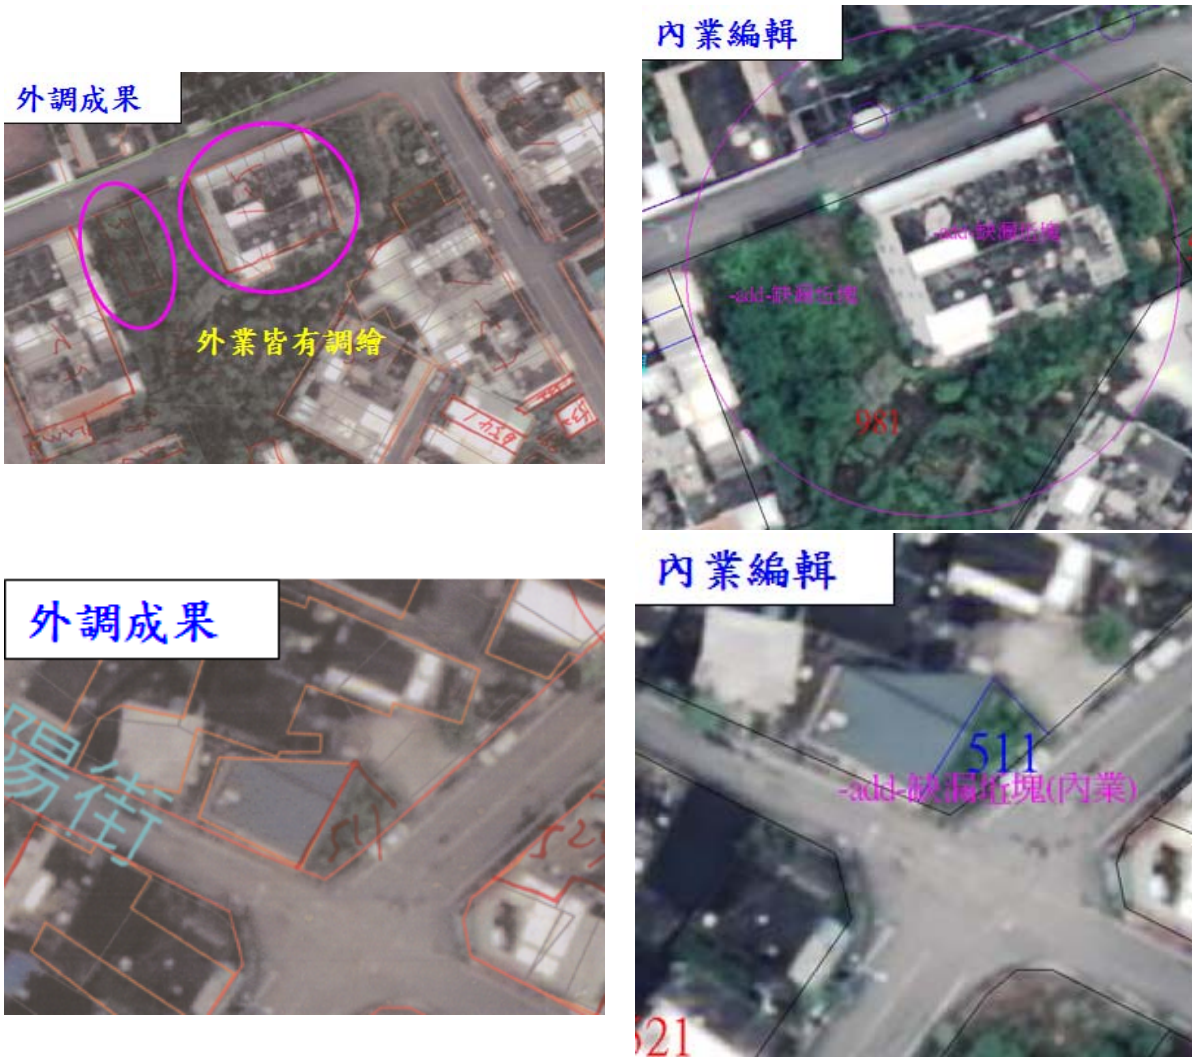 外調成果
外業皆有調繪
內業編輯
-add-缺漏坵塊
-add-缺漏坵塊
981
外調成果
陽街
511
內業編輯
511
-add-缺漏坵塊(內業)
521